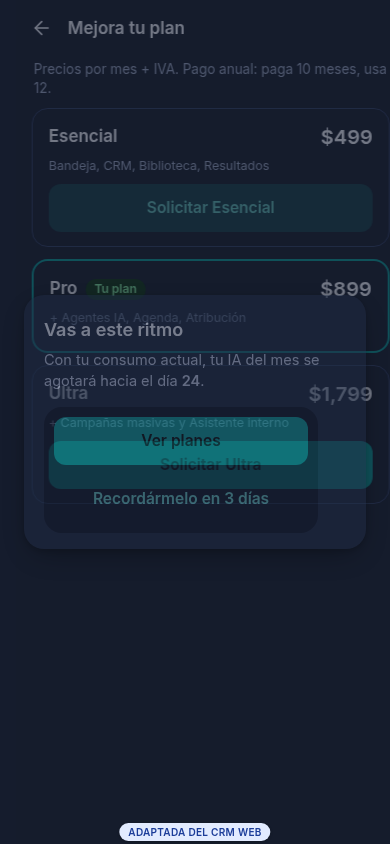 Mejora tu plan
Precios por mes + IVA. Pago anual: paga 10 meses, usa
12.
Esencial
$499
Bandeja, CRM, Biblioteca, Resultados
Solicitar Esencial
Pro
Tu plan
$899
+ Agentes IA, Agenda, Atribución
Vas a este ritmo
Con tu consumo actual, tu IA del mes se
agotará hacia el día 24.
Ultra
$1,799
+ Campañas masivas y Asistente Interno
Ver planes
Solicitar Ultra
Recordármelo en 3 días
ADAPTADA DEL CRM WEB